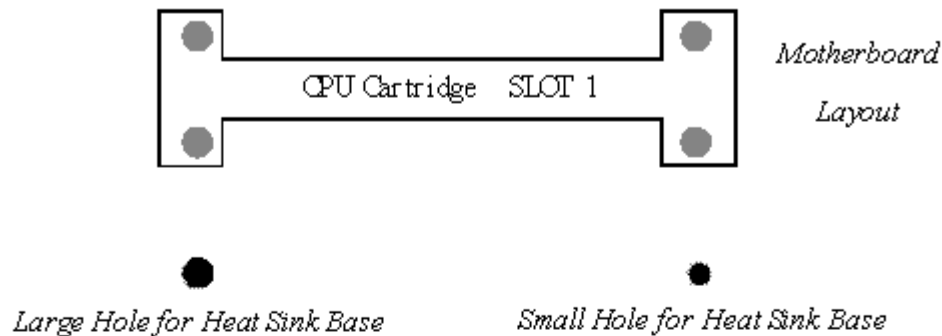 Motherboard
CPU Cartridge SLOT 1
Layout
Large Hole for Heat Sink Base
Small Hole for Heat Sink Base